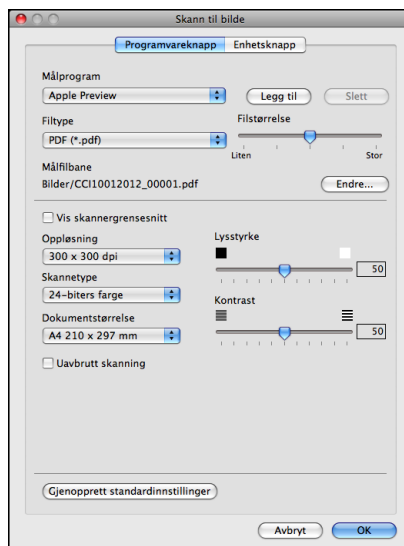 Skann til bilde
Programvareknapp Enhetsknapp
Målprogram
Apple Preview Legg til Slett
Filtype Filstørrelse
PDF (*.pdf)
Liten Stor
Målfilbane
Bilder/CCI10012012_00001.pdf Endre...
Vis skannergrensesnitt
Oppløsning Lysstyrke
300 x 300 dpi 50
Skannetype
24-biters farge Kontrast
Dokumentstørrelse
A4 210 x 297 mm 50
Uavbrutt skanning
Gjenopprett standardinnstillinger
Avbryt OK